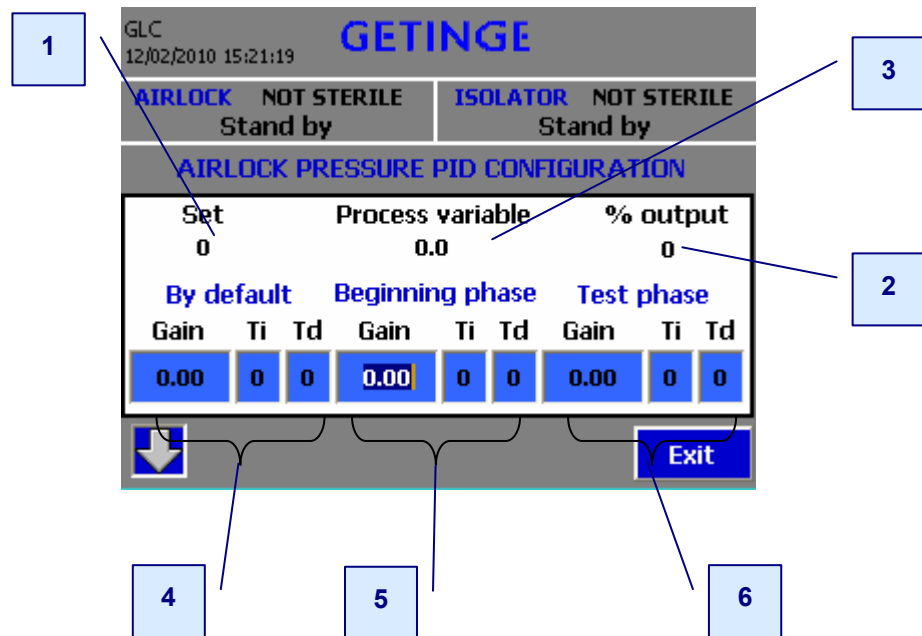 GLC
12/02/2010 15:21:19
GETINGE
AIRLOCK NOT STERILE
Stand by
ISOLATOR NOT STERILE
Stand by
AIRLOCK PRESSURE PID CONFIGURATION
Set Process variable % output
0 0.0 0
By default Beginning phase Test phase
Gain Ti Td Gain Ti Td Gain Ti Td
0.00 0 0 0.00 0 0 0.00 0 0
Exit
1
3
2
4 5 6